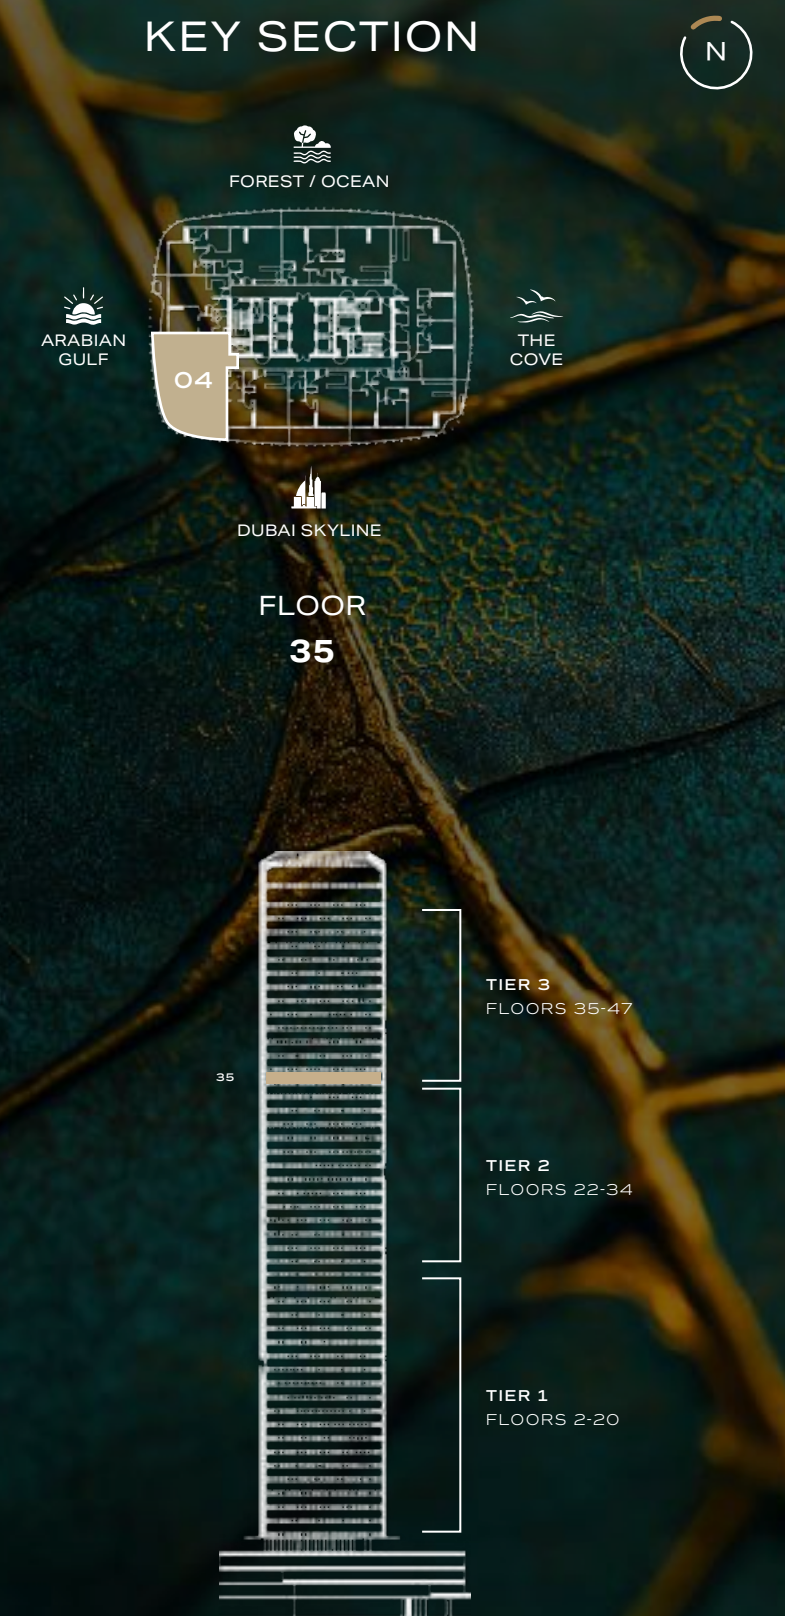 KEY SECTION
N
FOREST / OCEAN
ARABIAN
GULF
THE
COVE
04
DUBAI SKYLINE
FLOOR
35
TIER 3
FLOORS 35-47
35
TIER 2
FLOORS 22-34
TIER 1
FLOORS 2-20